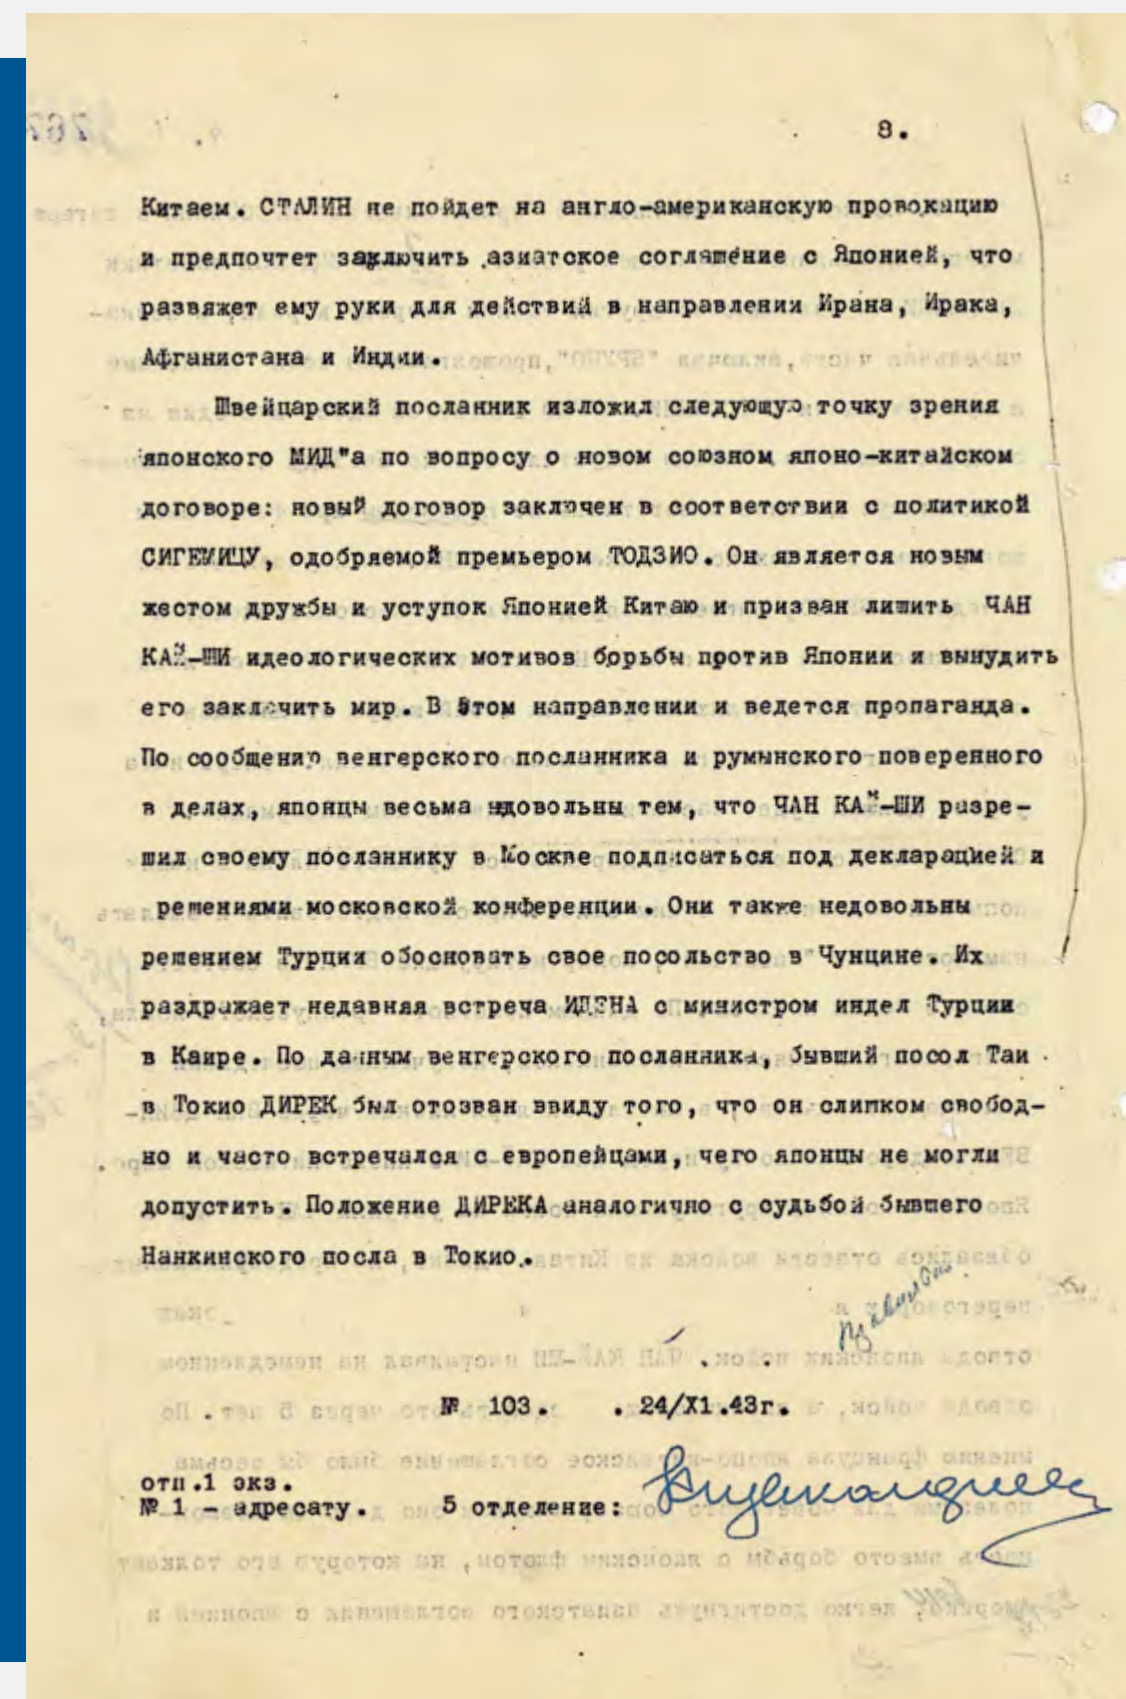 8.
Китаем. СТАЛИН не пойдет на англо-американскую провокацию
и предпочтет заключить азиатское соглашение с Японией, что
развяжет ему руки для действий в направлении Ирана, Ирака,
Афганистана и Индии.
Швейцарский посланник изложил следующую точку зрения
японского МИД"а по вопросу о новом союзном японо-китайском
договоре: новый договор заключен в соответствии с политикой
СИГЕМИЦУ, одобряемой премьером ТОДЗИО. Он является новым
жестом дружбы и уступок Японией Китаю и призван лишить ЧАН
КАЙ-ШИ идеологических мотивов борьбы против Японии и вынудить
его заключить мир. В этом направлении и ведется пропаганда.
По сообщению венгерского посланника и румынского поверенного
в делах, японцы весьма недовольны тем, что ЧАН КАЙ-ШИ разре-
шил своему посланнику в Москве подписаться под декларацией и
решениями московской конференции. Они также недовольны
решением Турции обосновать свое посольство в Чунцине. Их
раздражает недавняя встреча ИДЕНА с министром индел Турции
в Каире. По данным венгерского посланника, бывший посол Таи
в Токио ДИРЕК был отозван ввиду того, что он слишком свобод-
но и часто встречался с европейцами, чего японцы не могли
допустить. Положение ДИРЕКА аналогично с судьбой бывшего
Нанкинского посла в Токио.
№ 103. 24/X1.43г.
отп.1 экз.
№ 1 - адресату. 5 отделение: